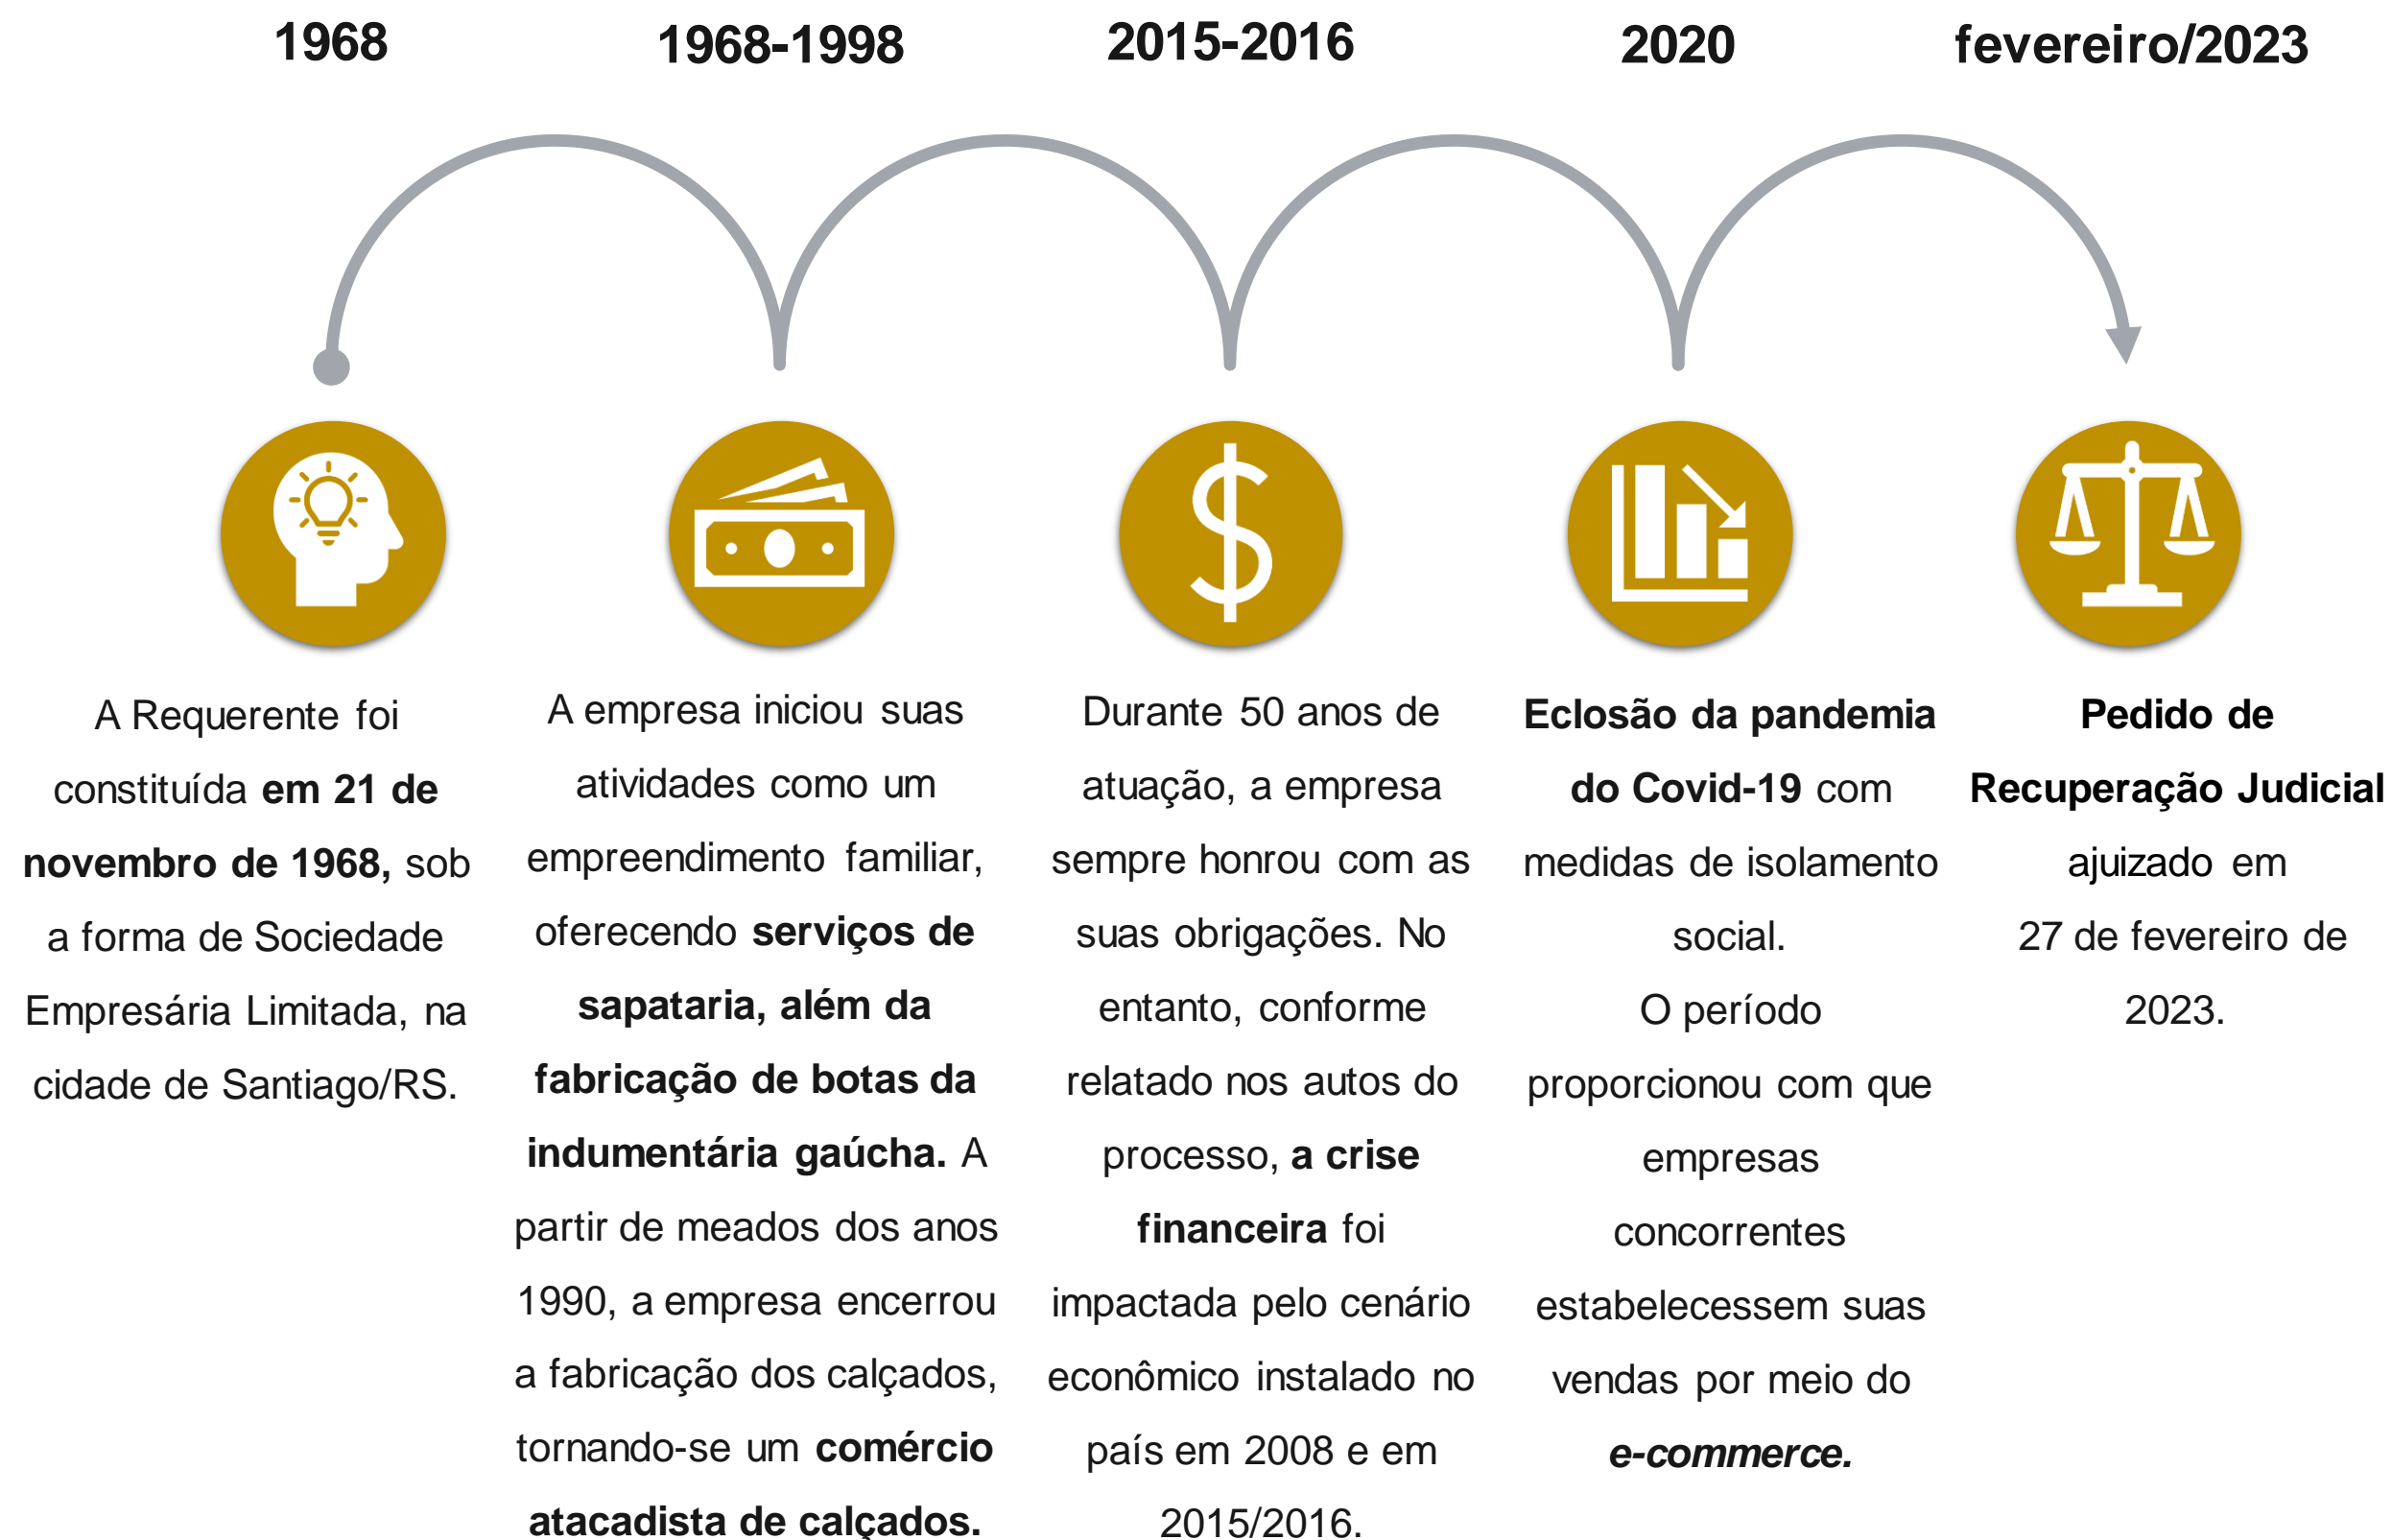 1968
A Requerente foi
constituída em 21 de
novembro de 1968, sob
a forma de Sociedade
Empresária Limitada, na
cidade de Santiago/RS.
1968-1998
A empresa iniciou suas
atividades como um
empreendimento familiar,
oferecendo serviços de
sapataria, além da
fabricação de botas da
indumentária gaúcha. A
partir de meados dos anos
1990, a empresa encerrou
a fabricação dos calçados,
tornando-se um comércio
atacadista de calçados.
2015-2016
Durante 50 anos de
atuação, a empresa
sempre honrou com as
suas obrigações. No
entanto, conforme
relatado nos autos do
processo, a crise
financeira foi
impactada pelo cenário
econômico instalado no
país em 2008 e em
2015/2016.
2020
Eclosão da pandemia
do Covid-19 com
medidas de isolamento
social.
O período
proporcionou com que
empresas
concorrentes
estabelecessem suas
vendas por meio do
e-commerce.
fevereiro/2023
Pedido de
Recuperação Judicial
ajuizado em
27 de fevereiro de
2023.